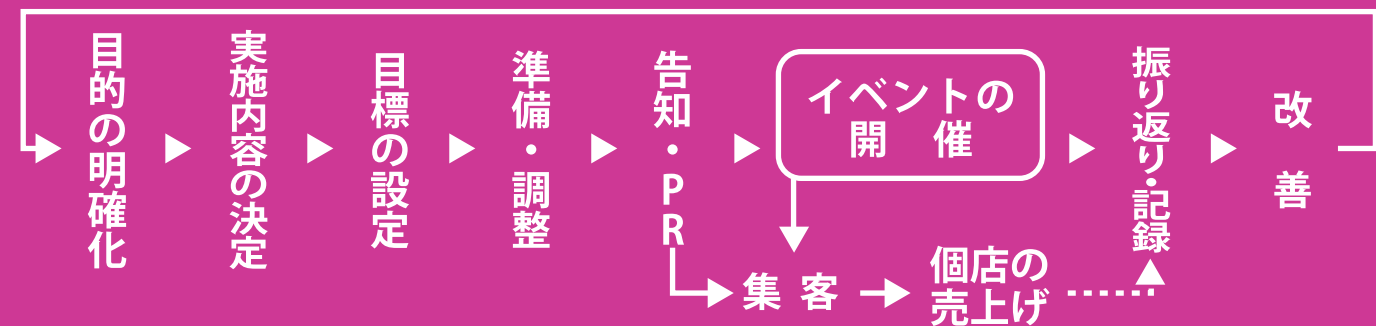 目的の明確化
実施内容の決定
目標の設定
準備・調整
告知・PR
イベントの
開　催
振り返り・記録
改　善
集 客
個店の
売上げ